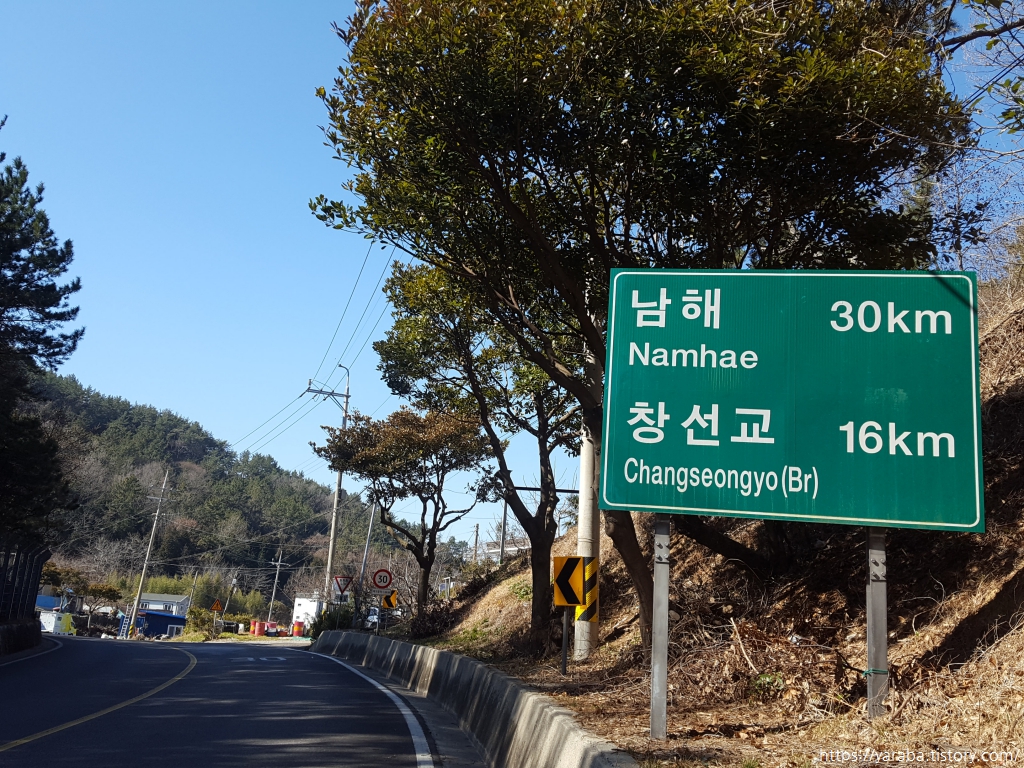 남해 30km
Namhae
창선교 16km
Changseongyo(Br)
30
https://yaraba.tistory.com